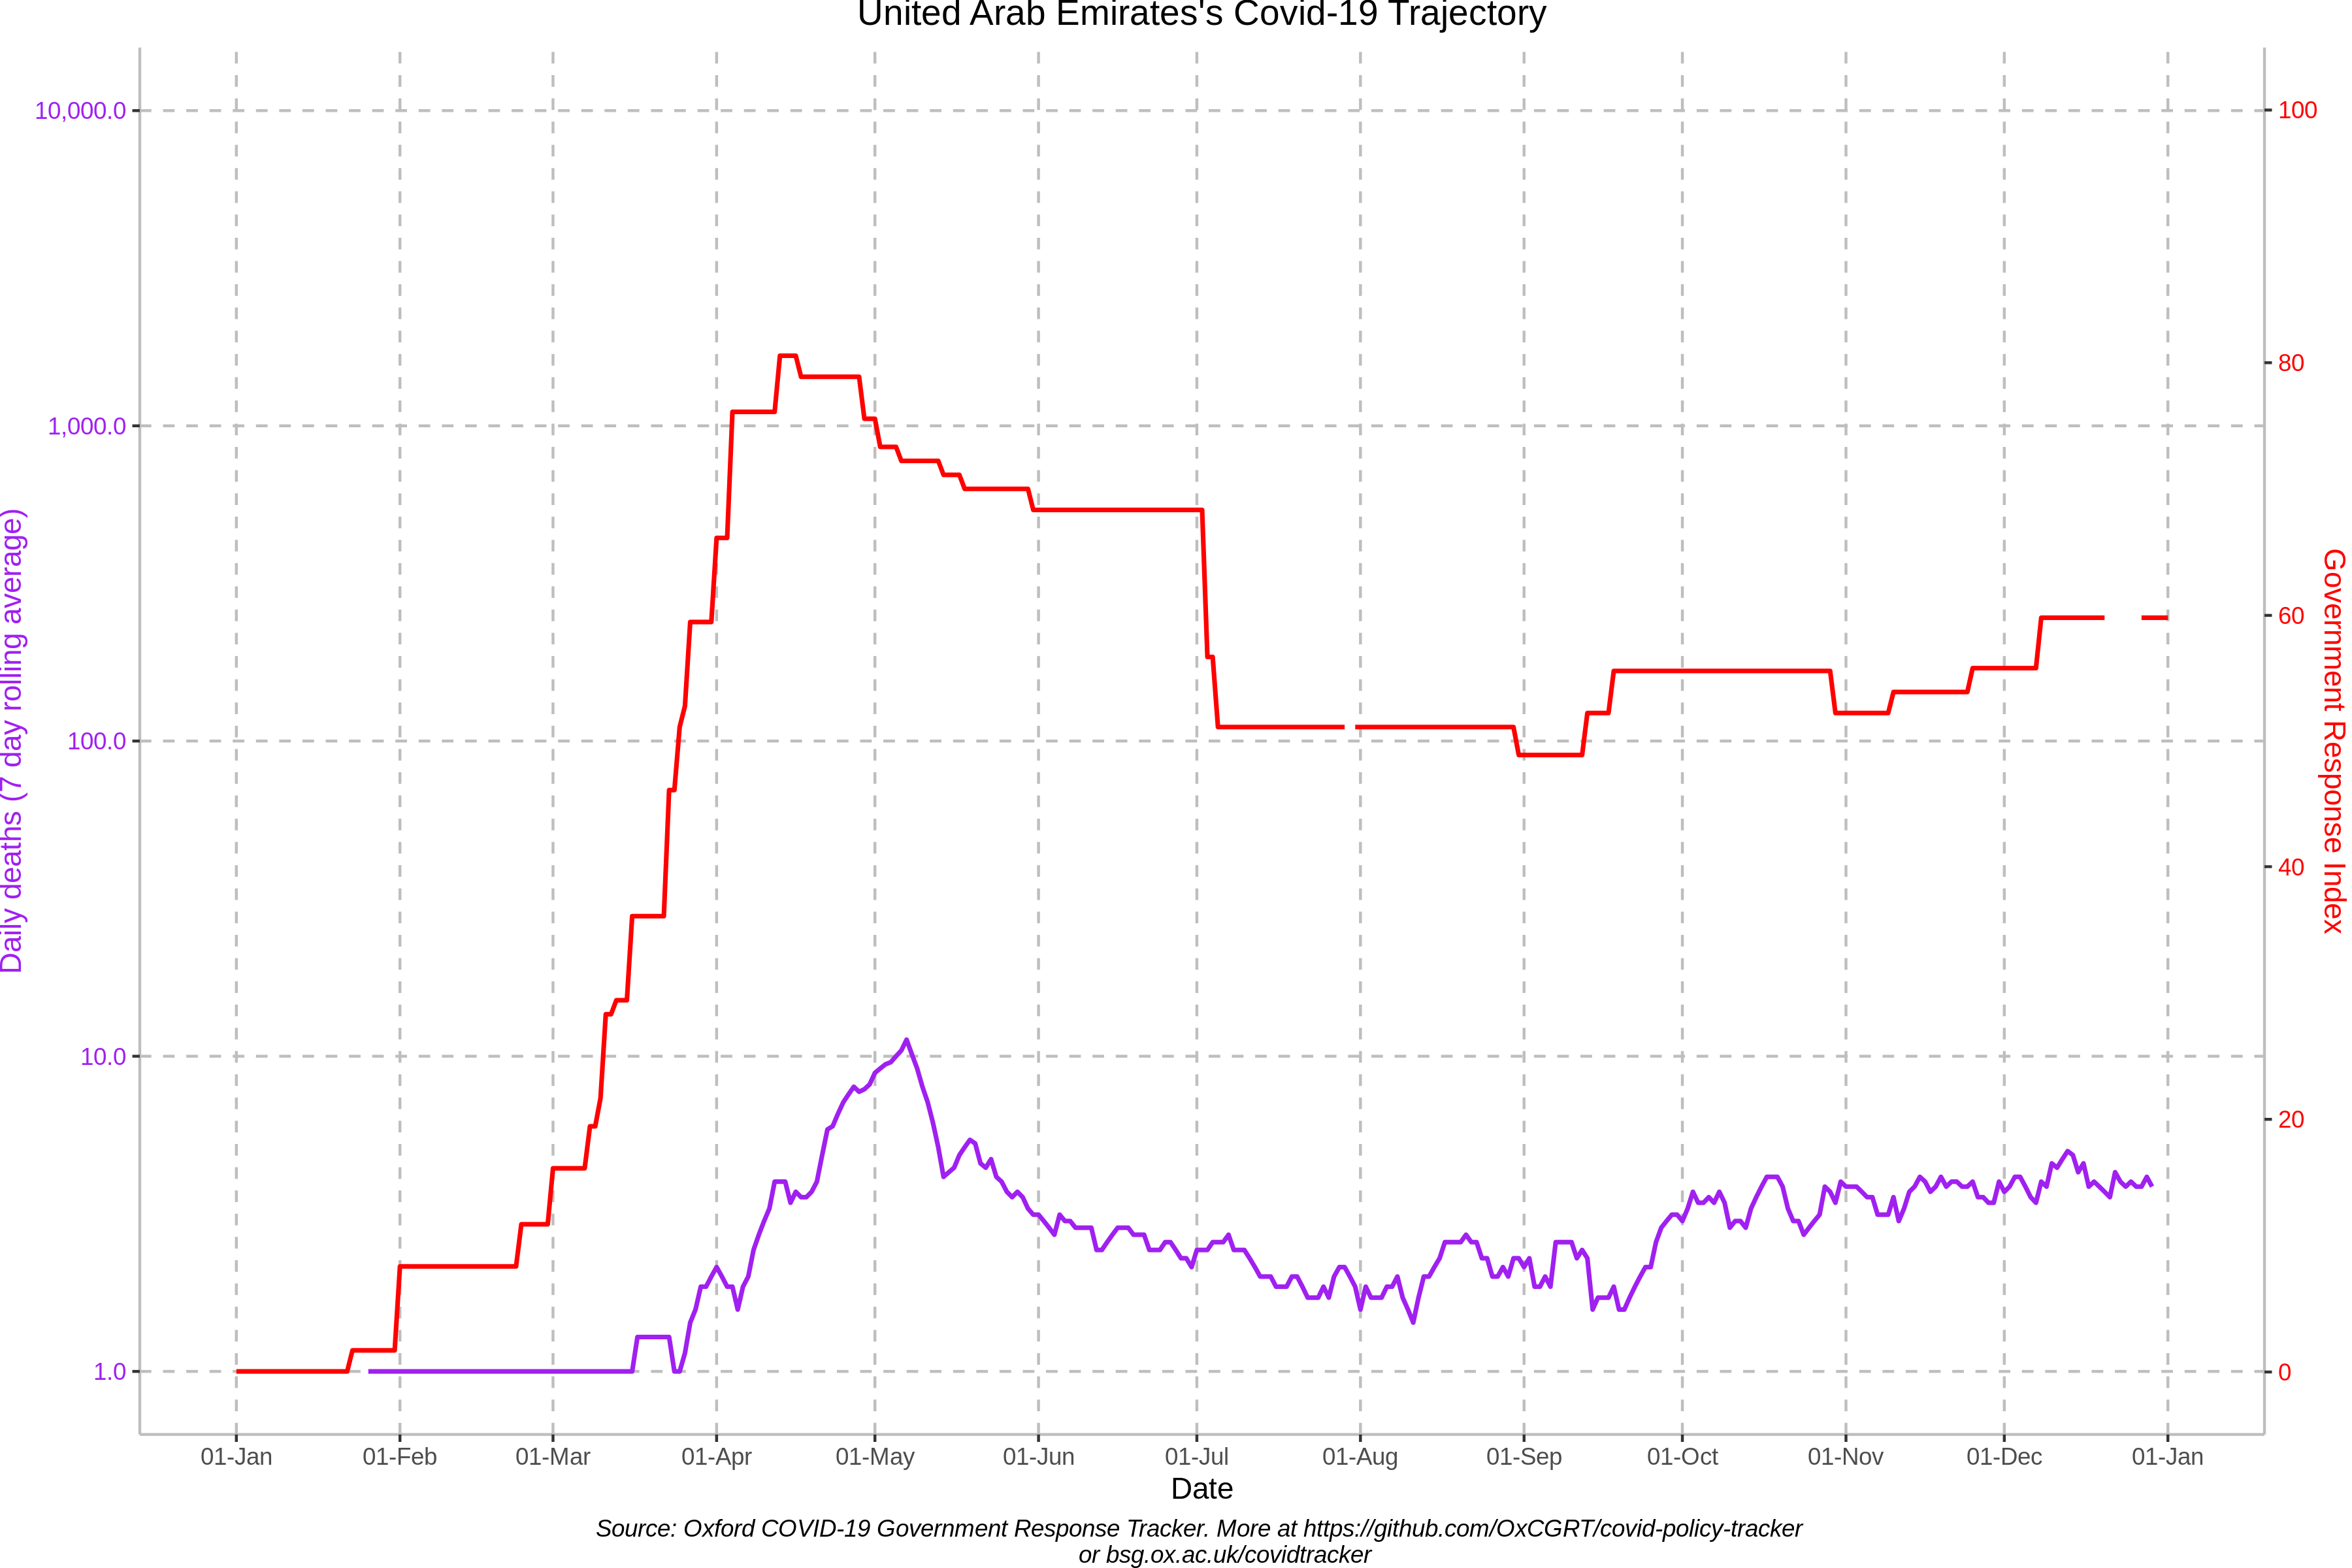 United Arab Emirates's Covid-19 Trajectory
10,000.0
1,000.0
100.0
10.0
1.0
Daily deaths (7 day rolling average)
100
80
60
40
20
0
Government Response Index
01-Jan
01-Feb
01-Mar
01-Apr
01-May
01-Jun
01-Jul
01-Aug
01-Sep
01-Oct
01-Nov
01-Dec
01-Jan
Date
Source: Oxford COVID-19 Government Response Tracker. More at https://github.com/OxCGRT/covid-policy-tracker
or bsg.ox.ac.uk/covidtracker